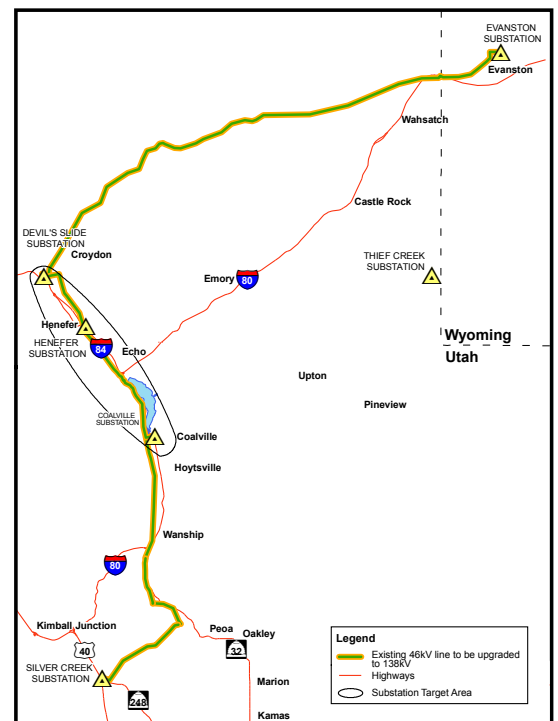 EVANSTON
SUBSTATION
Evanston
Wahsatch
Castle Rock
DEVIL'S SLIDE
SUBSTATION
Croydon
THIEF CREEK
SUBSTATION
Emory
80
Henefer
HENEFER
SUBSTATION
84
Echo
Wyoming
Utah
Upton
Pineview
COALVILLE
SUBSTATION
Coalville
Hoytsville
Wanship
80
Kimball Junction
Peoa
Oakley
40
32
SILVER CREEK
SUBSTATION
Marion
248
Kamas
Legend
Existing 46kV line to be upgraded
to 138kV
Highways
Substation Target Area